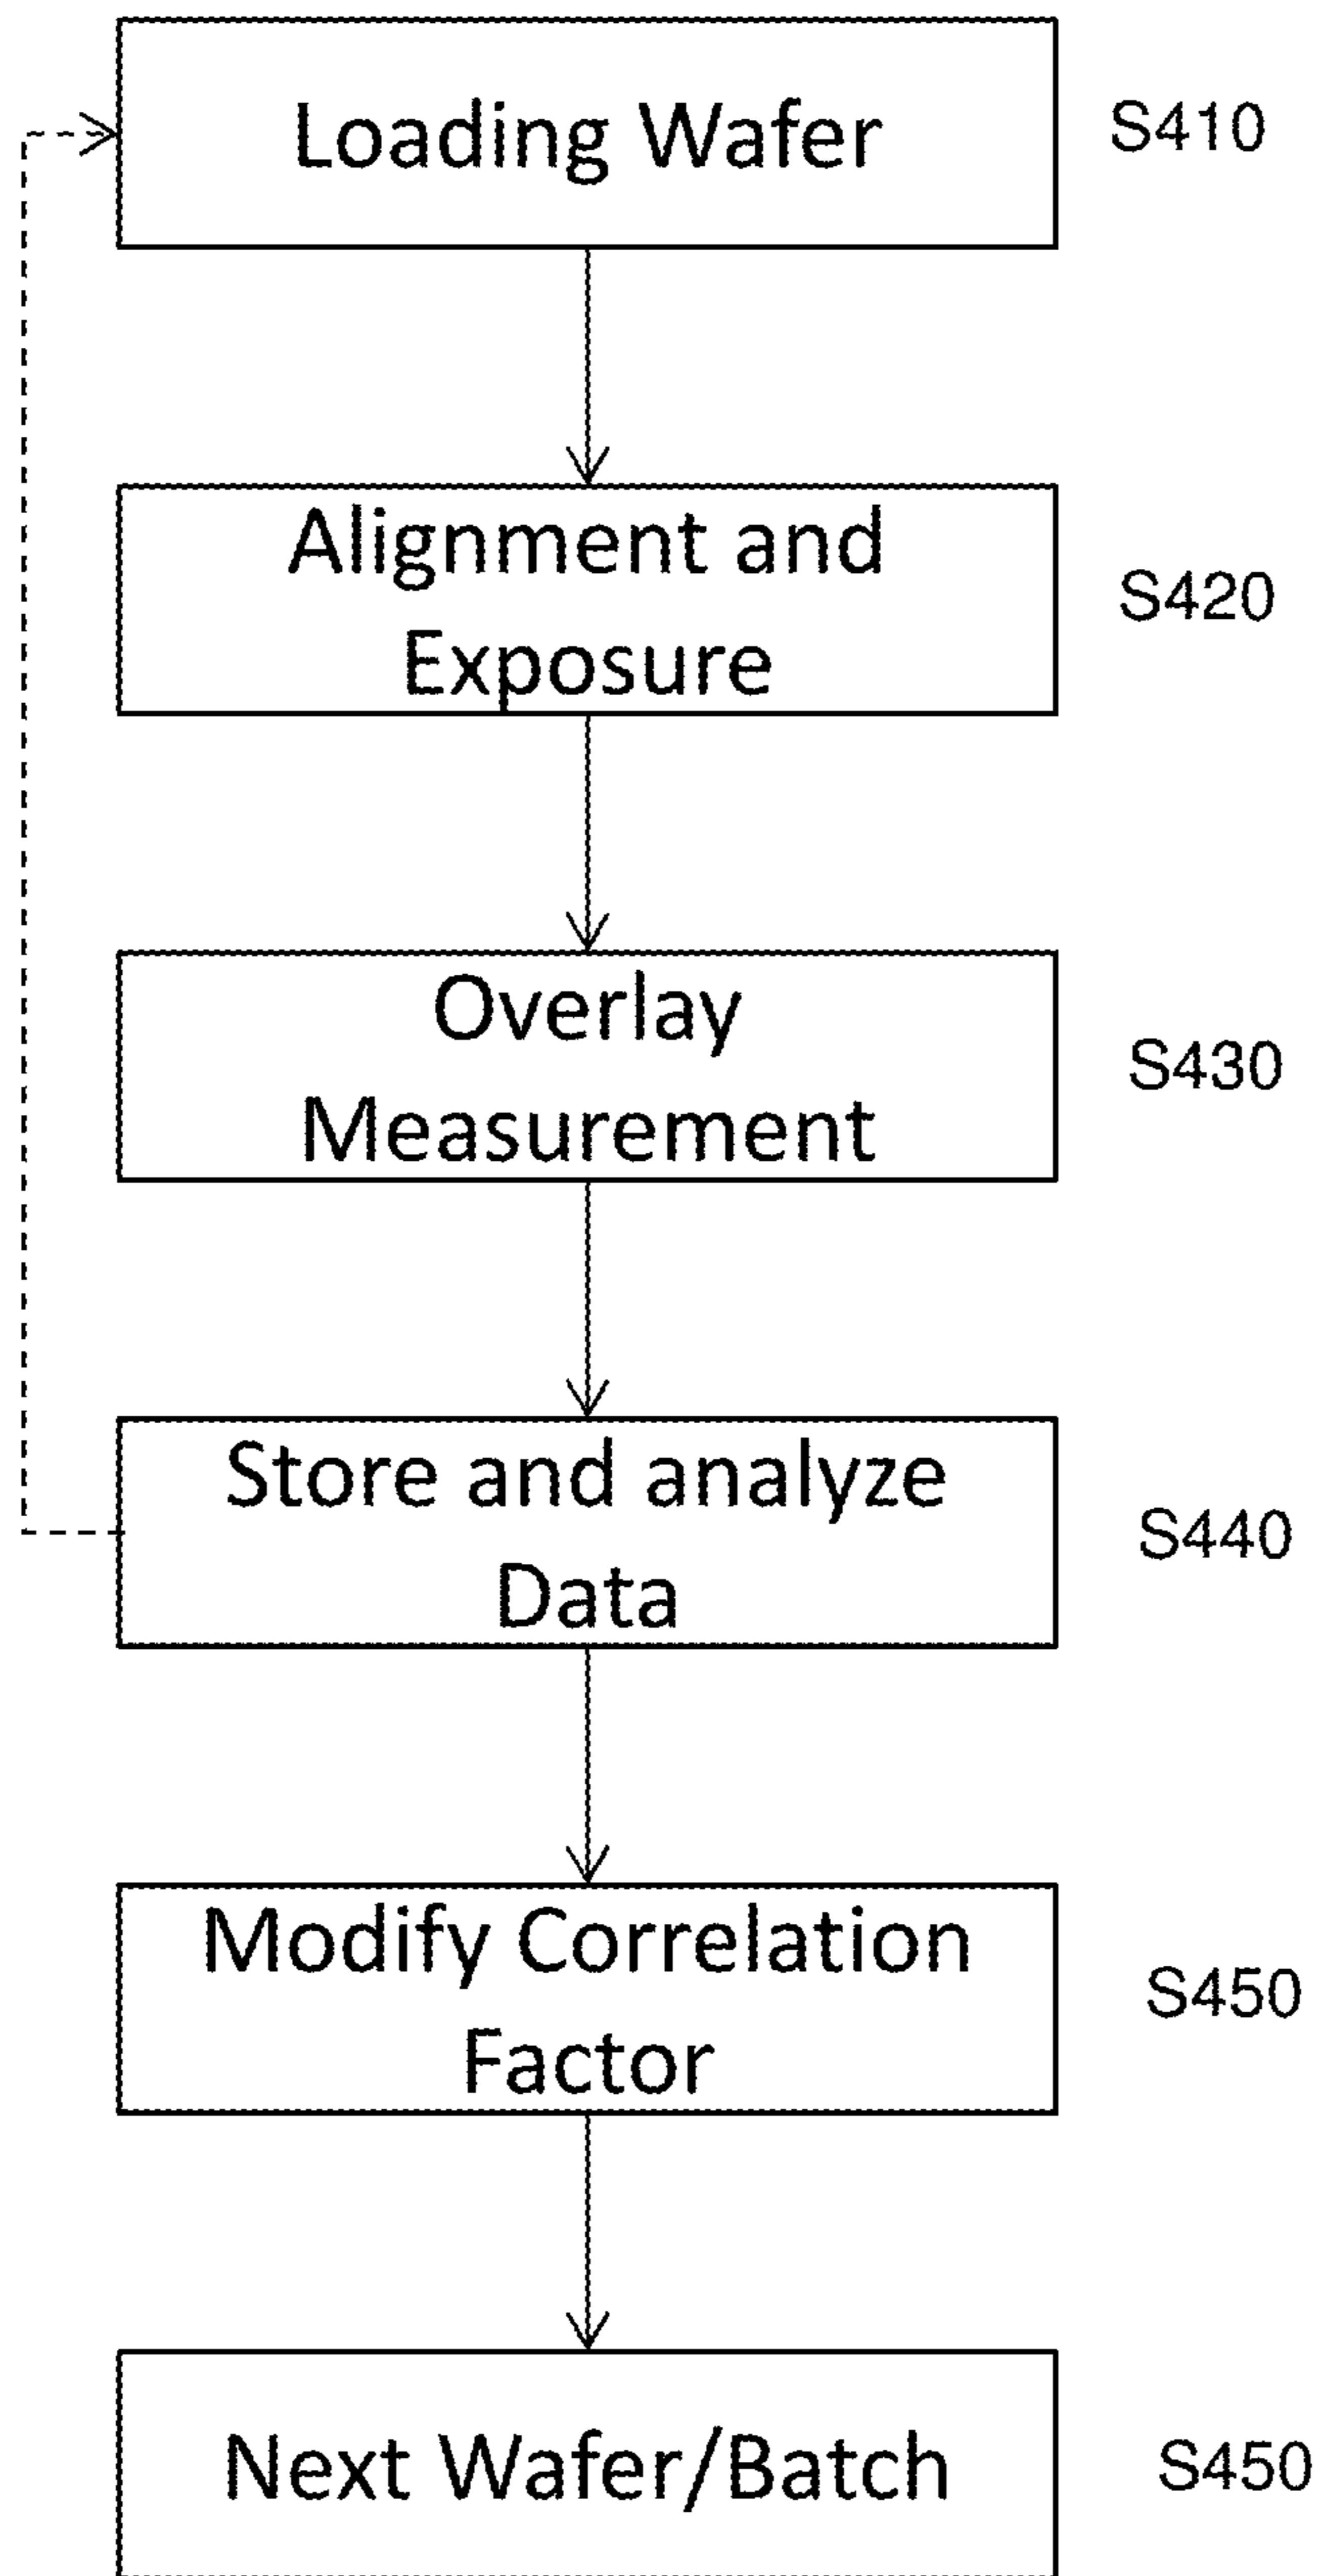 Loading Wafer
S410
Alignment and
Exposure
S420
Overlay
Measurement
S430
Store and analyze
Data
S440
Modify Correlation
Factor
S450
Next Wafer/Batch
S450